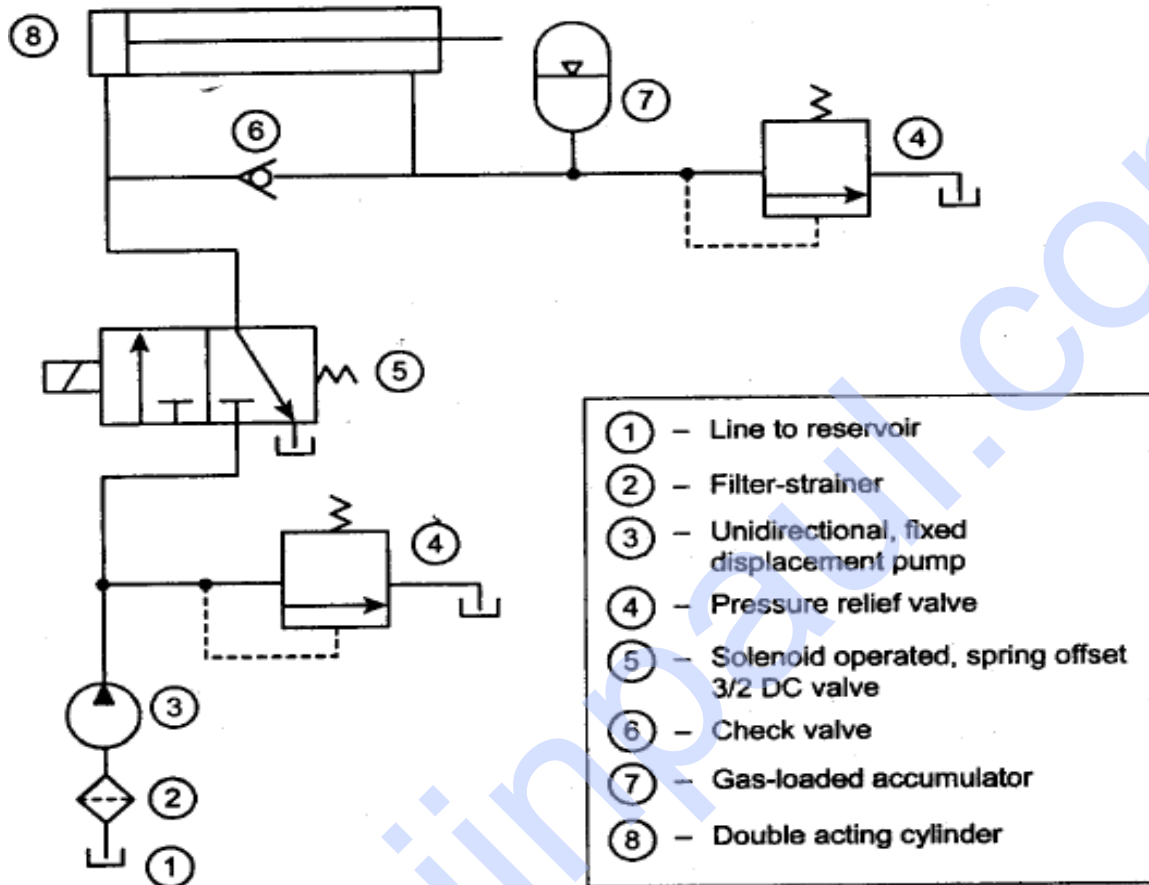 8
6
7
4
5
4
3
2
1
1 – Line to reservoir
2 – Filter-strainer
3 – Unidirectional, fixed
displacement pump
4 – Pressure relief valve
5 – Solenoid operated, spring offset
3/2 DC valve
6 – Check valve
7 – Gas-loaded accumulator
8 – Double acting cylinder
jinpaul.co